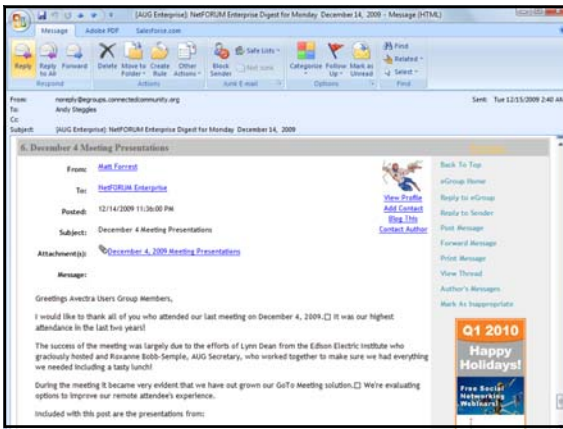 [AUG Enterprise]: NetFORUM Enterprise Digest for Monday December 14, 2009 - Message (HTML)
Message Adobe PDF Salesforce.com
Reply Reply to All Forward Delete Move to Folder Create Rule Other Actions Block Sender Safe Lists Not Junk Categorize Follow Up Mark as Unread Find Related Select
Respond Actions Junk E-mail Options Find
From: noreply@egroups.connectedcommunity.org Sent: Tue 12/15/2009 2:40 AM
To: Andy Steggles
Cc
Subject: [AUG Enterprise]: NetFORUM Enterprise Digest for Monday December 14, 2009
6. December 4 Meeting Presentations
From: Matt Forrest
To: NetFORUM Enterprise
Posted: 12/14/2009 11:36:00 PM
Subject: December 4 Meeting Presentations
Attachment(s): December 4, 2009 Meeting Presentations
Message:
View Profile
Add Contact
Blog This
Contact Author
Greetings Avectra Users Group Members,
I would like to thank all of you who attended our last meeting on December 4, 2009.□ It was our highest
attendance in the last two years!
The success of the meeting was largely due to the efforts of Lynn Dean from the Edison Electric Institute who
graciously hosted and Roxanne Bobb-Semple, AUG Secretary, who worked together to make sure we had everything
we needed including a tasty lunch!
During the meeting it became very evident that we have out grown our GoTo Meeting solution.□ We're evaluating
options to improve our remote attendee's experience.
Included with this post are the presentations from:
Back To Top
eGroup Home
Reply to eGroup
Reply to Sender
Post Message
Forward Message
Print Message
View Thread
Author's Messages
Mark As Inappropriate
Q1 2010
Happy
Holidays!
Free Social
Networking
Webinars!